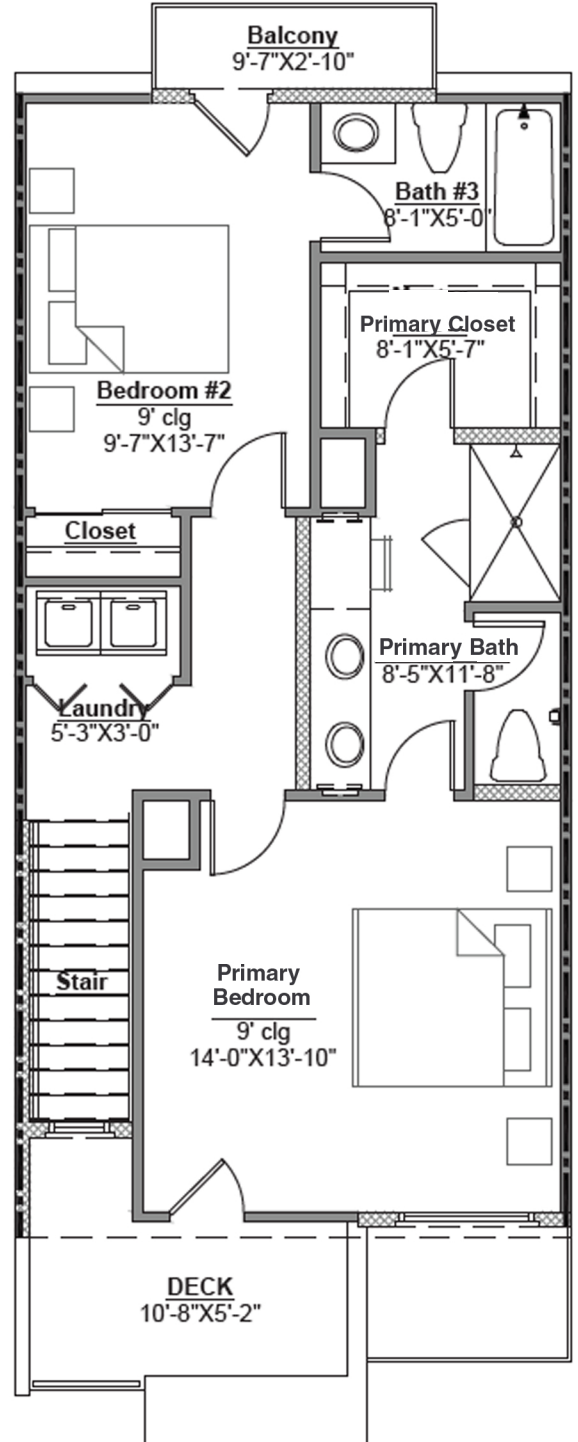 Balcony
9'-7"X2'-10"
Bath #3
8'-1"X5'-0"
Primary Closet
8'-1"X5'-7"
Bedroom #2
9' clg
9'-7"X13'-7"
Closet
Primary Bath
8'-5"X11'-8"
Laundry
5'-3"X3'-0"
Stair
Primary
Bedroom
9' clg
14'-0"X13'-10"
DECK
10'-8"X5'-2"